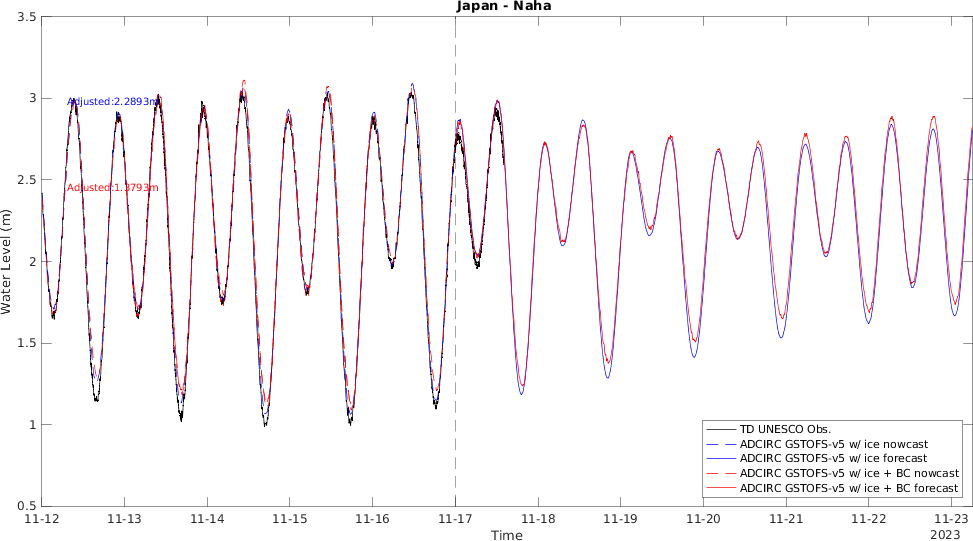 Japan - Naha
3.5
3
2.5
2
1.5
1
0.5
Water Level (m)
Adjusted:2.2893m
Adjusted:1.3793m
TD UNESCO Obs.
ADCIRC GSTOFS-v5 w/ ice nowcast
ADCIRC GSTOFS-v5 w/ ice forecast
ADCIRC GSTOFS-v5 w/ ice + BC nowcast
ADCIRC GSTOFS-v5 w/ ice + BC forecast
11-12 11-13 11-14 11-15 11-16 11-17 11-18 11-19 11-20 11-21 11-22 11-23
Time
2023